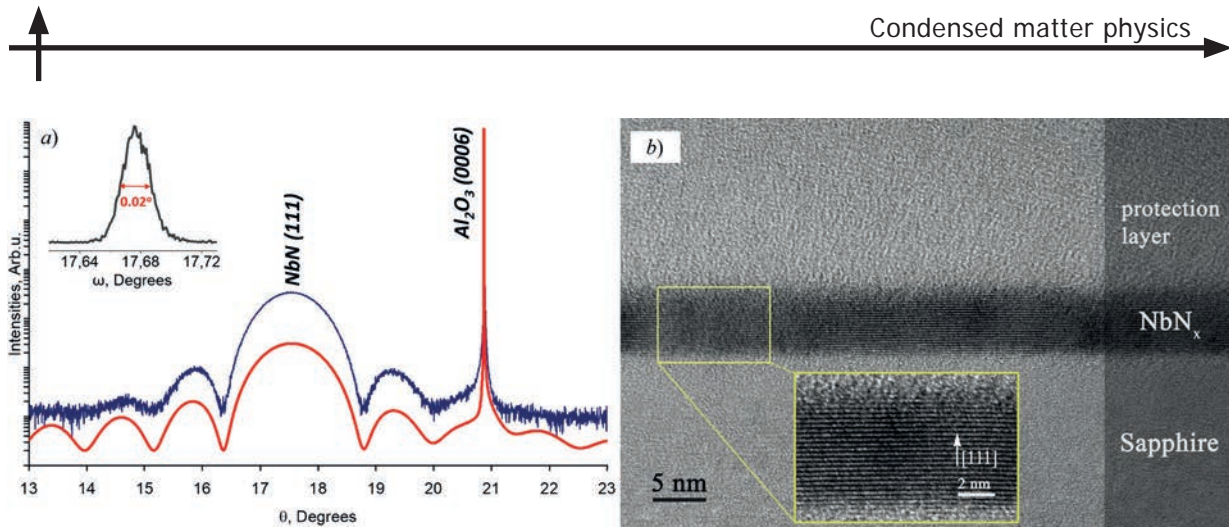 Condensed matter physics
a)
0.02°
17,64 17,68 17,72
ω, Degrees
Intensities, Arb.u.
NbN (111)
Al₂O₃ (0006)
13 14 15 16 17 18 19 20 21 22 23
θ, Degrees
b)
protection
layer
NbNₓ
Sapphire
[111]
2 nm
5 nm